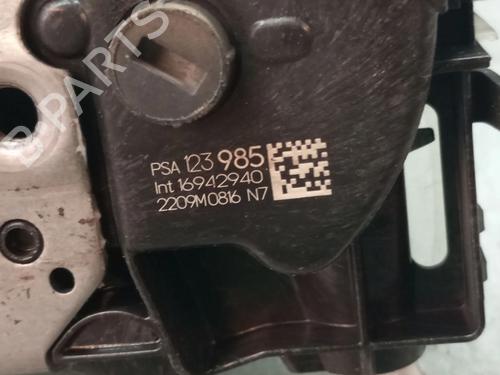 B-PARTS
PSA 123 985
Int 16942940
2209M0816 N7